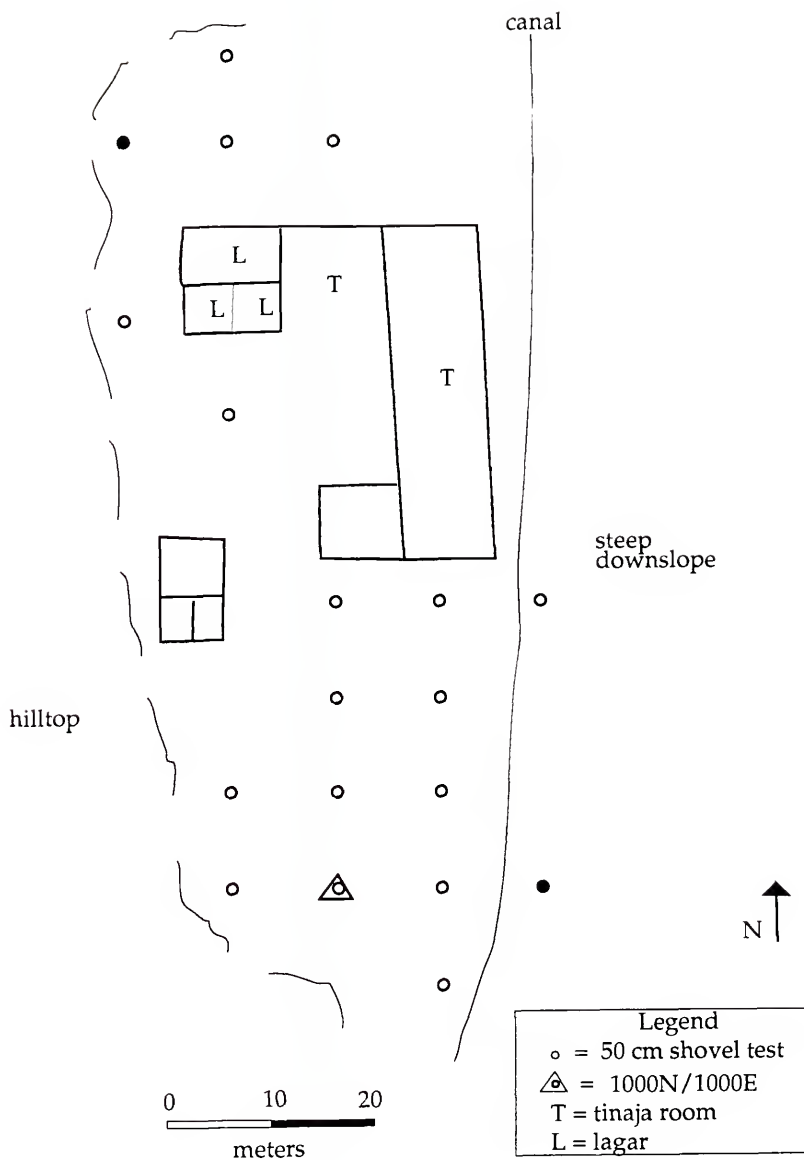 canal
L
T
L L
T
steep
downslope
hilltop
N
Legend
o = 50 cm shovel test
= 1000N/1000E
T = tinaja room
L = lagar
0 10 20
meters